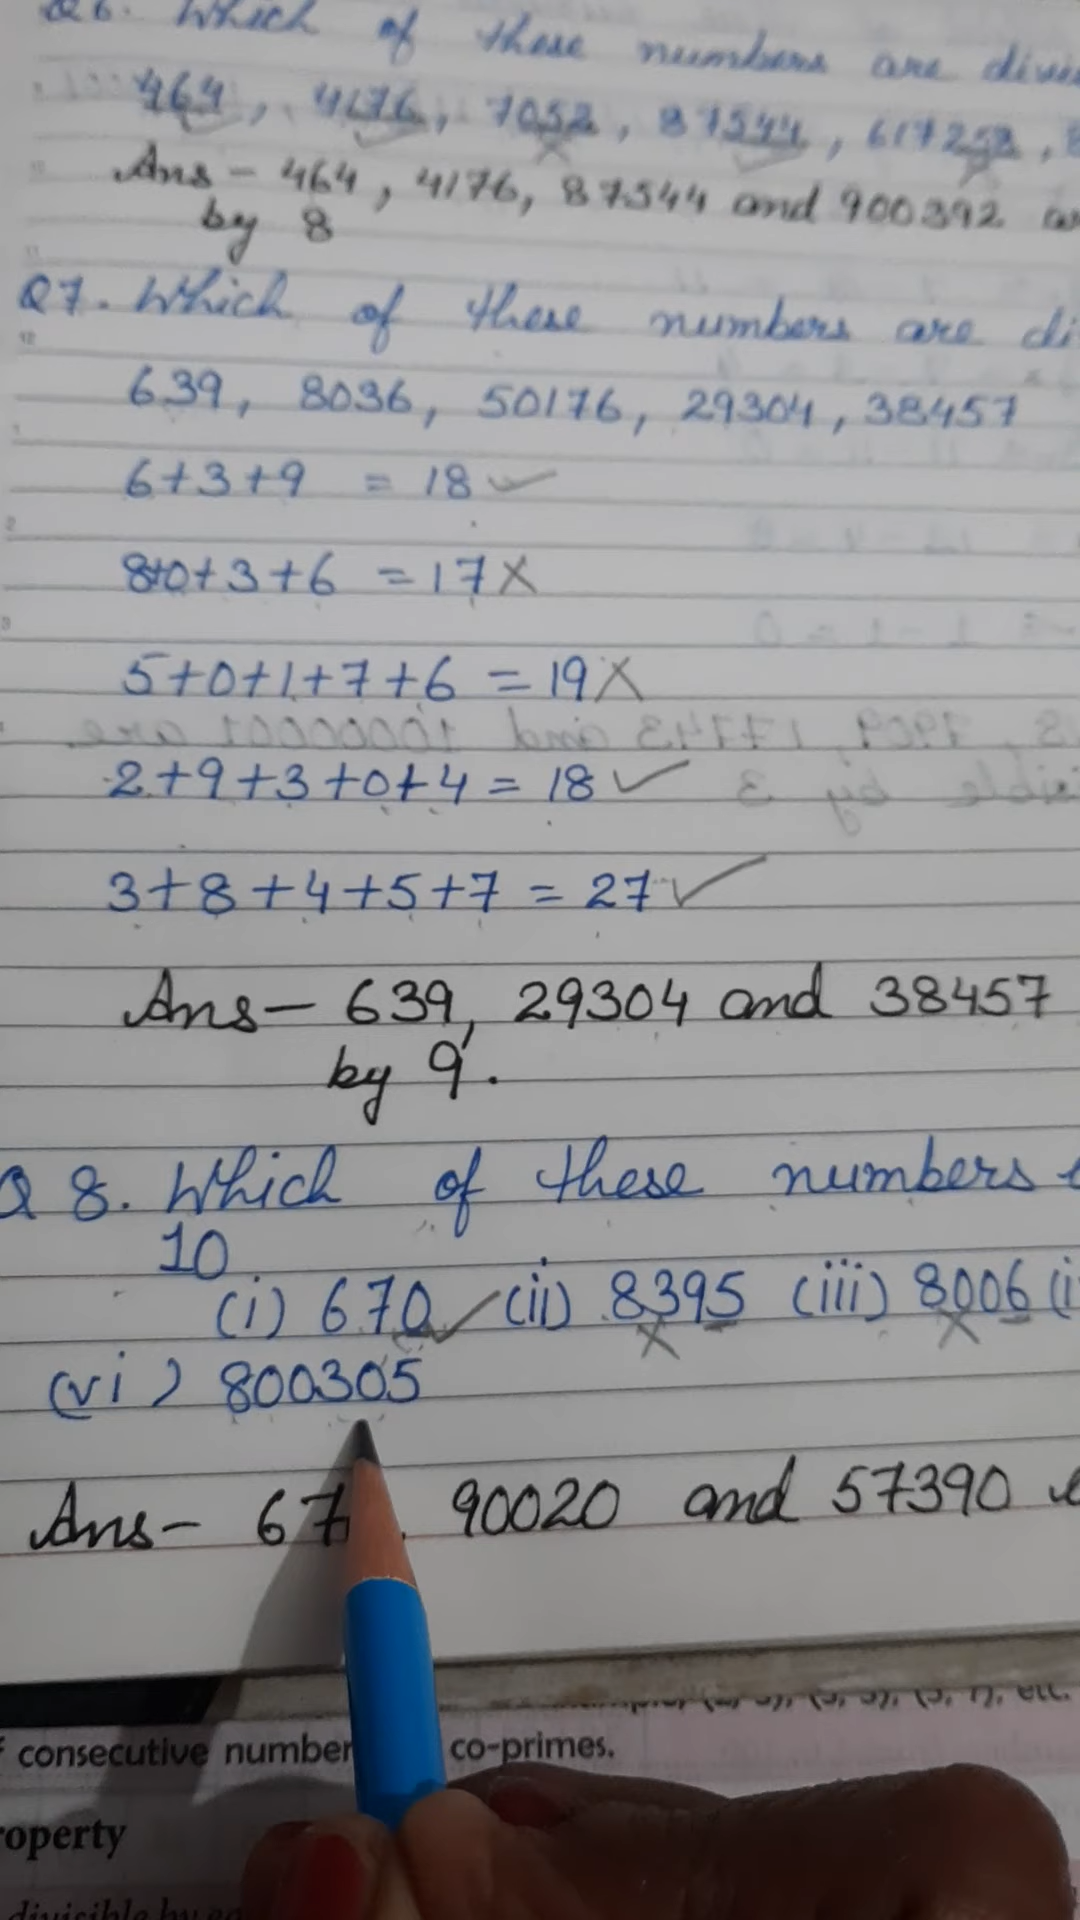 Q6. Which of these numbers are
464, 4176, 7052, 87544, 617258,
Ans - 464, 4176, 87544 and 900392
by 8
Q7. Which of these numbers are di
639, 8036, 50176, 29304, 38457
6+3+9 = 18 ✓
8+0+3+6 = 17 X
5+0+1+7+6 = 19 X
2+9+3+0+4 = 18 ✓
3+8+4+5+7 = 27 ✓
Ans - 639, 29304 and 38457
by 9.
Q 8. Which of these numbers
10
(i) 670 ✓ (ii) 8395 (iii) 8006 (i
X X
(vi) 800305
Ans - 67 90020 and 57390
consecutive number co-primes.
roperty
divisible by